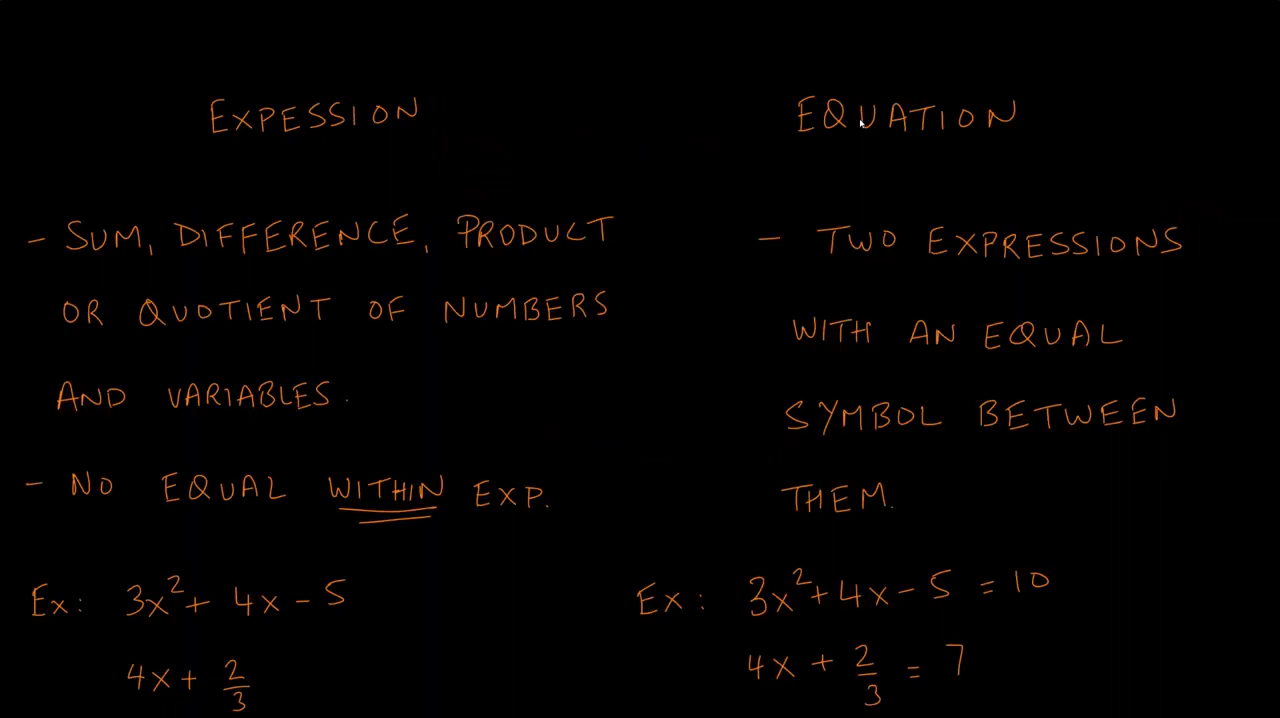 EXPESSION
- SUM, DIFFERENCE, PRODUCT
OR QUOTIENT OF NUMBERS
AND VARIABLES.
- NO EQUAL WITHIN EXP.
Ex: 3x² + 4x - 5
4x + 2/3
EQUATION
- TWO EXPRESSIONS
WITH AN EQUAL
SYMBOL BETWEEN
THEM.
Ex: 3x² + 4x - 5 = 10
4x + 2/3 = 7